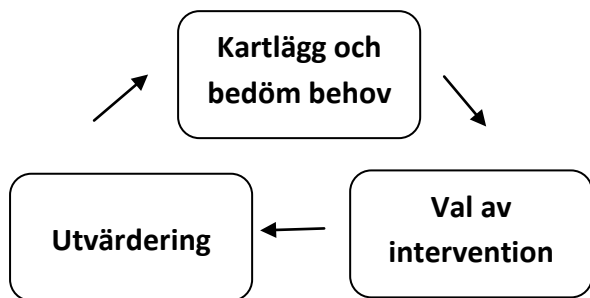 Kartlägg och
bedöm behov
Val av
intervention
Utvärdering